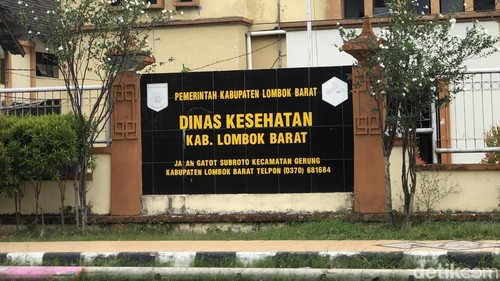 PEMERINTAH KABUPATEN LOMBOK BARAT
DINAS KESEHATAN
KAB. LOMBOK BARAT
JALAN GATOT SUBROTO KECAMATAN GERUNG
KABUPATEN LOMBOK BARAT TELPON (0370) 681684
detikcom